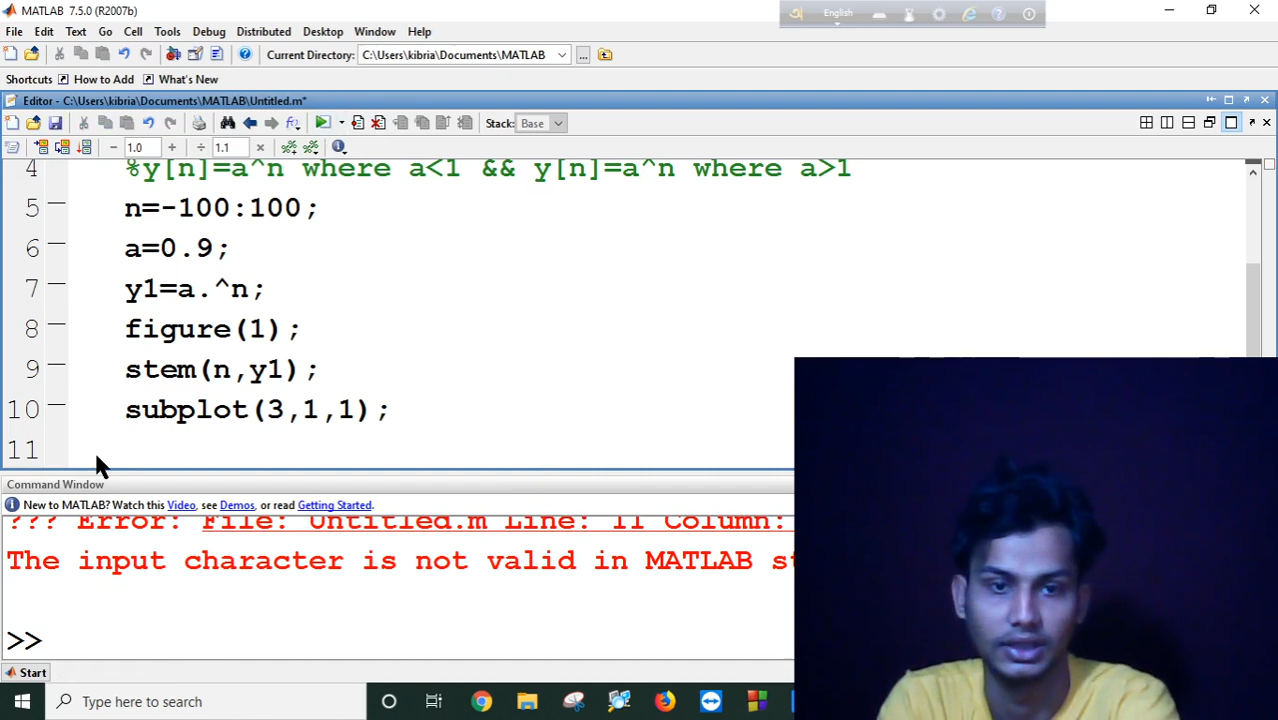 MATLAB 7.5.0 (R2007b)
English
File Edit Text Go Cell Tools Debug Distributed Desktop Window Help
Current Directory: C:\Users\kibria\Documents\MATLAB
Shortcuts How to Add What's New
Editor - C:\Users\kibria\Documents\MATLAB\Untitled.m*
Stack: Base
1.0 1.1
4 %y[n]=a^n where a<1 && y[n]=a^n where a>1
5 n=-100:100;
6 a=0.9;
7 y1=a.^n;
8 figure(1);
9 stem(n,y1);
10 subplot(3,1,1);
11
Command Window
New to MATLAB? Watch this Video, see Demos, or read Getting Started.
??? Error: File: Untitled.m Line: 11 Column:
The input character is not valid in MATLAB
>>
Start
Type here to search